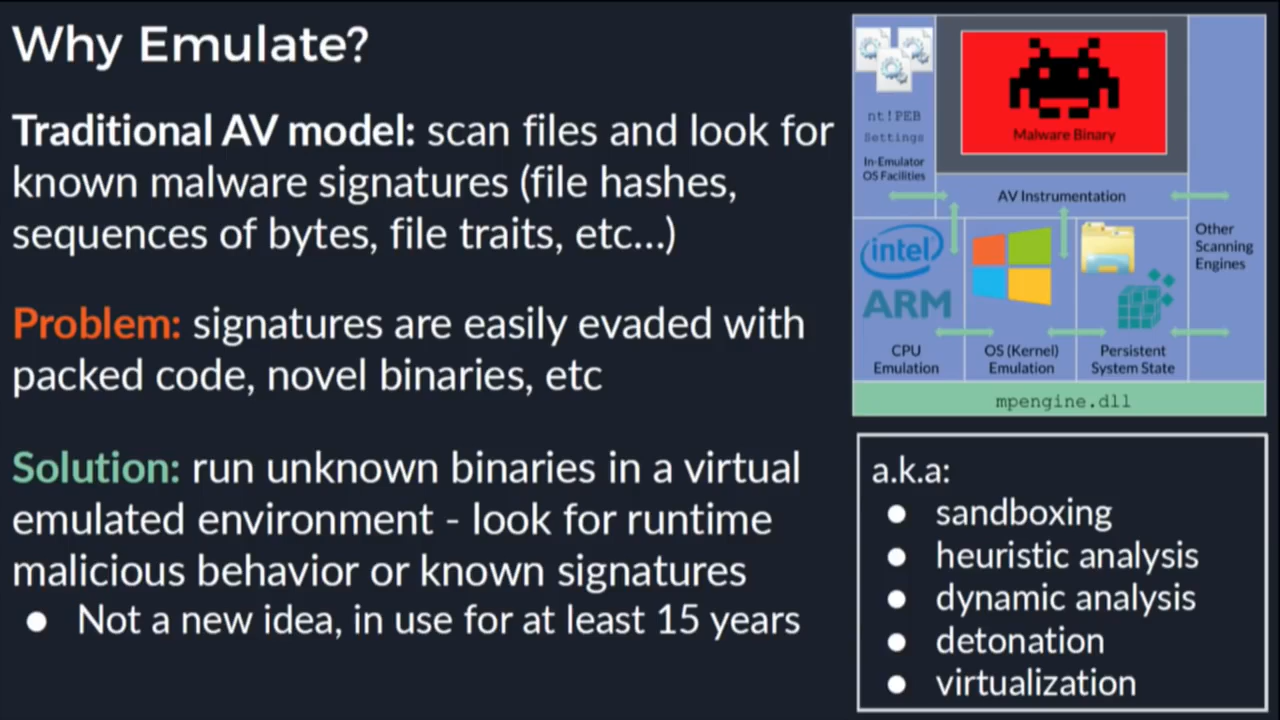 Why Emulate?
Traditional AV model: scan files and look for
known malware signatures (file hashes,
sequences of bytes, file traits, etc...)
Problem: signatures are easily evaded with
packed code, novel binaries, etc
Solution: run unknown binaries in a virtual
emulated environment - look for runtime
malicious behavior or known signatures
● Not a new idea, in use for at least 15 years
nt!PEB
Settings
In-Emulator
OS Facilities
Malware Binary
AV Instrumentation
Other
Scanning
Engines
intel
ARM
CPU
Emulation
OS (Kernel)
Emulation
Persistent
System State
mpengine.dll
a.k.a:
● sandboxing
● heuristic analysis
● dynamic analysis
● detonation
● virtualization